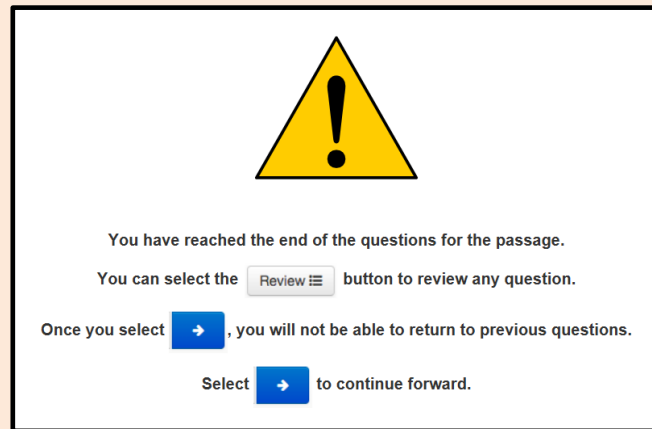 You have reached the end of the questions for the passage.
You can select the Review button to review any question.
Once you select , you will not be able to return to previous questions.
Select to continue forward.